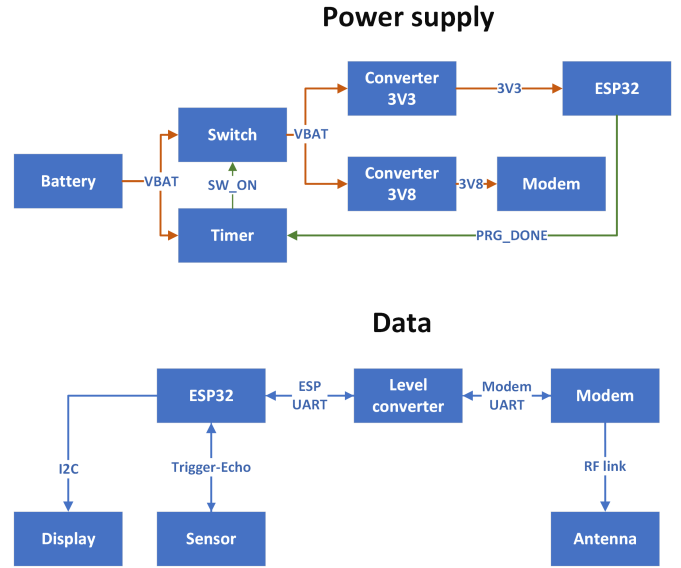 Power supply
Converter
3V3
3V3
ESP32
Switch
VBAT
Battery
VBAT
SW_ON
Converter
3V8
3V8
Modem
Timer
PRG_DONE
Data
ESP32
ESP
UART
Level
converter
Modem
UART
Modem
I2C
Trigger-Echo
RF link
Display
Sensor
Antenna